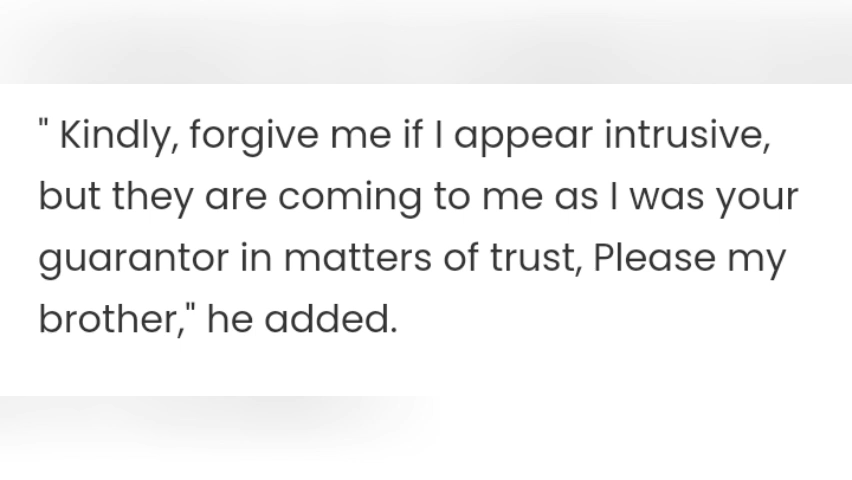 " Kindly, forgive me if I appear intrusive,
but they are coming to me as I was your
guarantor in matters of trust, Please my
brother," he added.